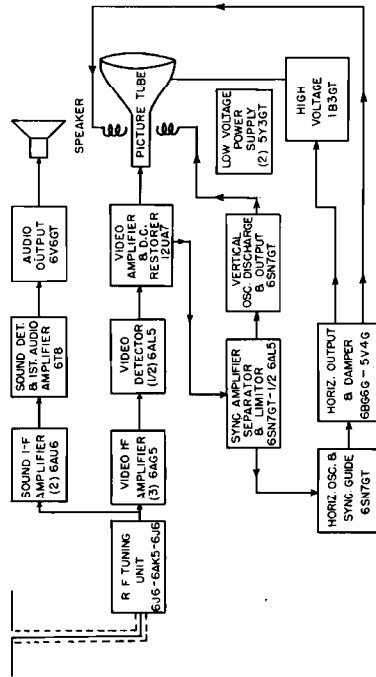 R F TUNING
UNIT
6J6-6AK5-6J6
SOUND I-F
AMPLIFIER
(2) 6AU6
SOUND DET.
& 1ST. AUDIO
AMPLIFIER
6T8
AUDIO
OUTPUT
6V6GT
SPEAKER
VIDEO IF
AMPLIFIER
(3) 6AG5
VIDEO
DETECTOR
(1/2) 6AL5
VIDEO
AMPLIFIER
& D.C.
RESTORER
12UA7
PICTURE TUBE
SYNC AMPLIFIER
SEPARATOR
& LIMITOR
6SN7GT-1/2 6AL5
VERTICAL
OSC. DISCHARGE
& OUTPUT
6SN7GT
LOW VOLTAGE
POWER
SUPPLY
(2) 5Y3GT
HORIZ. OSC. &
SYNC GUIDE
6SN7GT
HORIZ. OUTPUT
& DAMPER
6BG6G-5V4G
HIGH
VOLTAGE
1B3GT